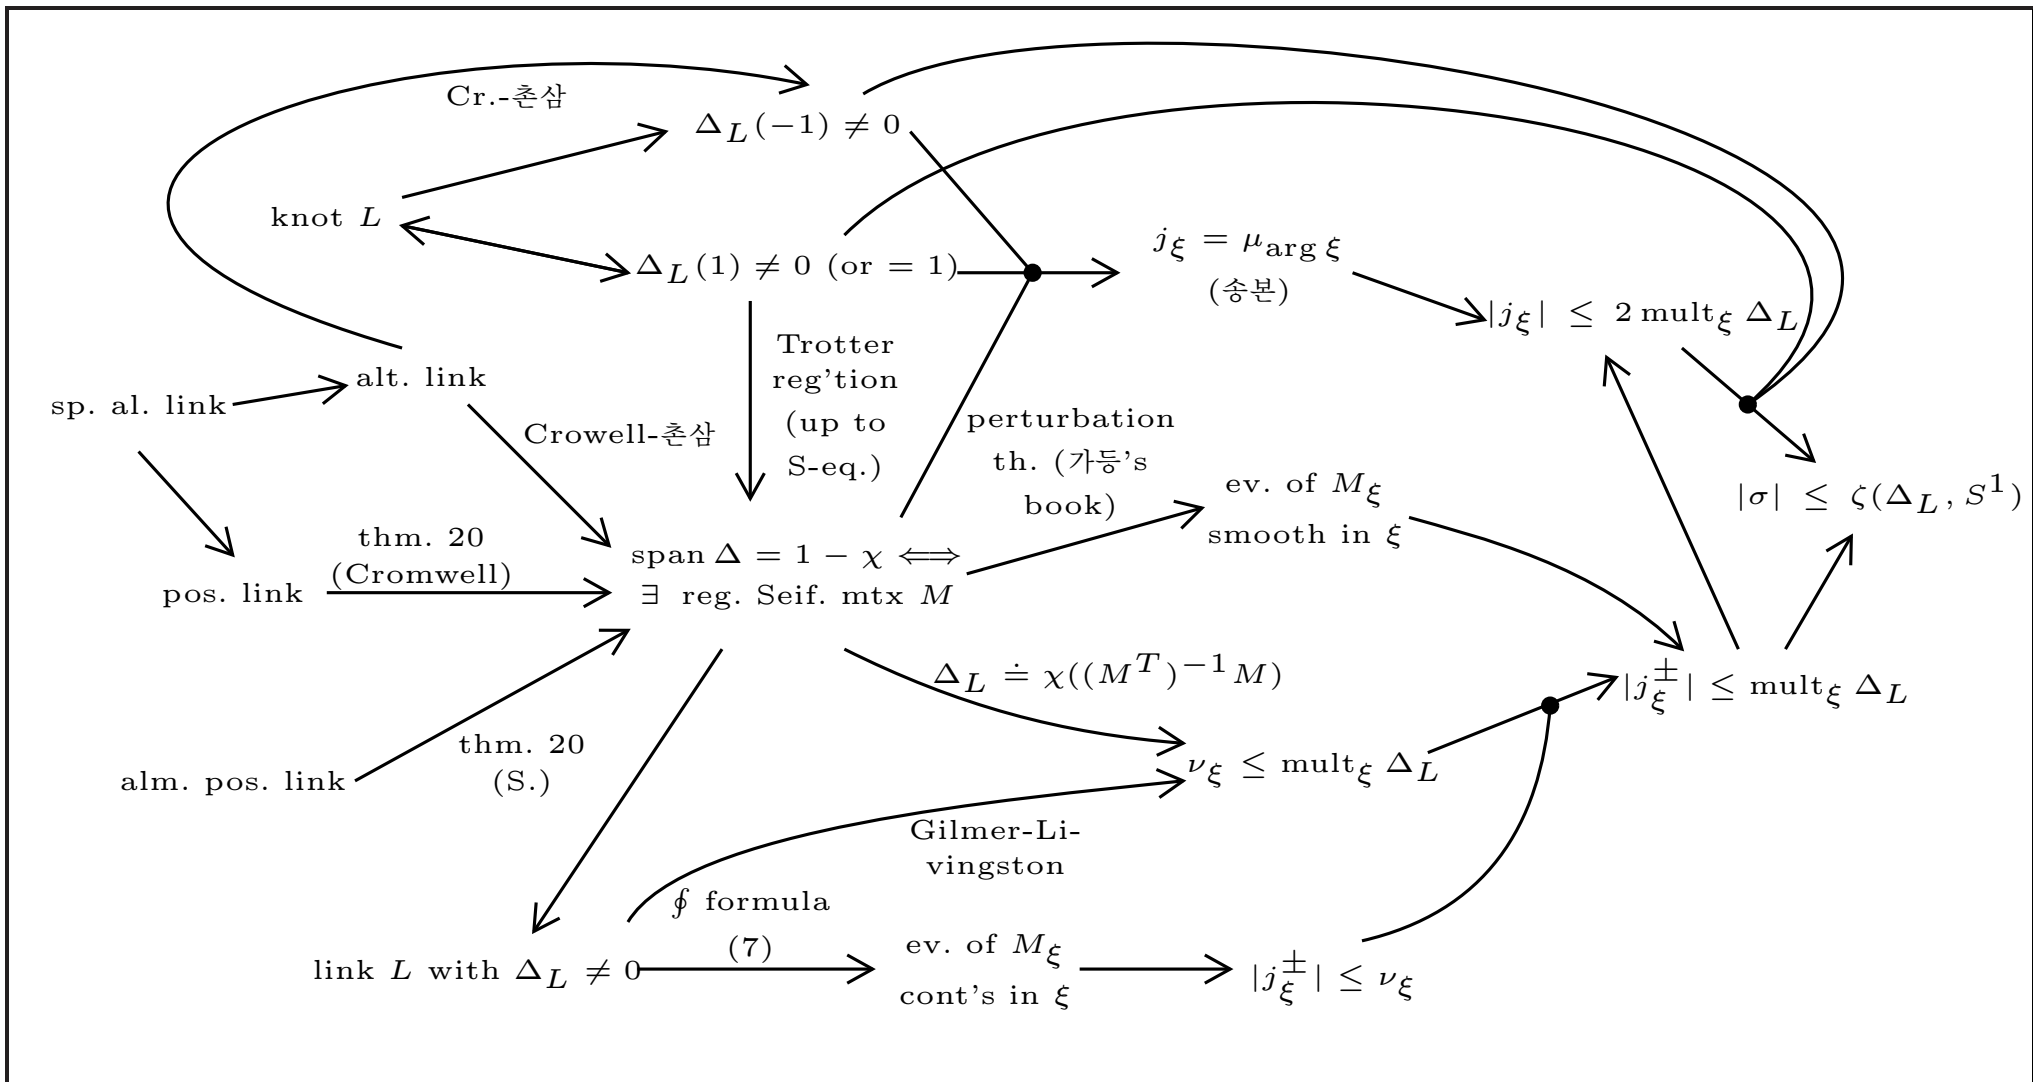 Cr.-촌삼
Δ_L(−1) ≠ 0
knot L
Δ_L(1) ≠ 0 (or = 1)
j_ξ = μ_{arg ξ}
(송본)
|j_ξ| ≤ 2 mult_ξ Δ_L
Trotter
reg'tion
(up to
S-eq.)
alt. link
sp. al. link
Crowell-촌삼
perturbation
th. (가등's
book)
ev. of M_ξ
smooth in ξ
|σ| ≤ ζ(Δ_L, S^1)
thm. 20
(Cromwell)
pos. link
span Δ = 1 − χ ⟺
∃ reg. Seif. mtx M
Δ_L ≐ χ((M^T)^{−1}M)
|j_ξ^±| ≤ mult_ξ Δ_L
thm. 20
(S.)
alm. pos. link
ν_ξ ≤ mult_ξ Δ_L
Gilmer-Li-
vingston
∮ formula
(7)
link L with Δ_L ≠ 0
ev. of M_ξ
cont's in ξ
|j_ξ^±| ≤ ν_ξ